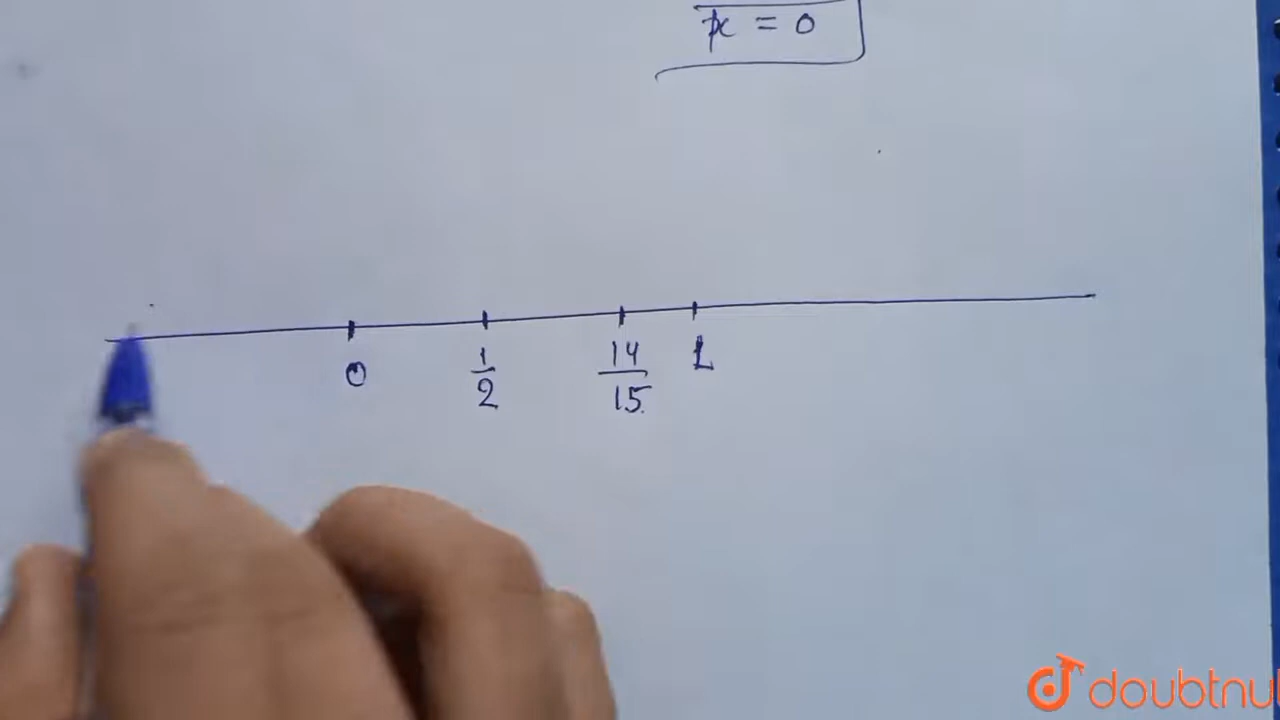 x = 0
0 1/2 14/15 1
doubtnut